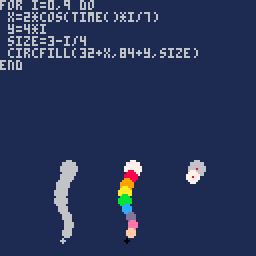 FOR I=0,9 DO
X=2*COS(TIME()*I/7)
Y=4*I
SIZE=3-I/4
CIRCFILL(32+X,84+Y,SIZE)
END